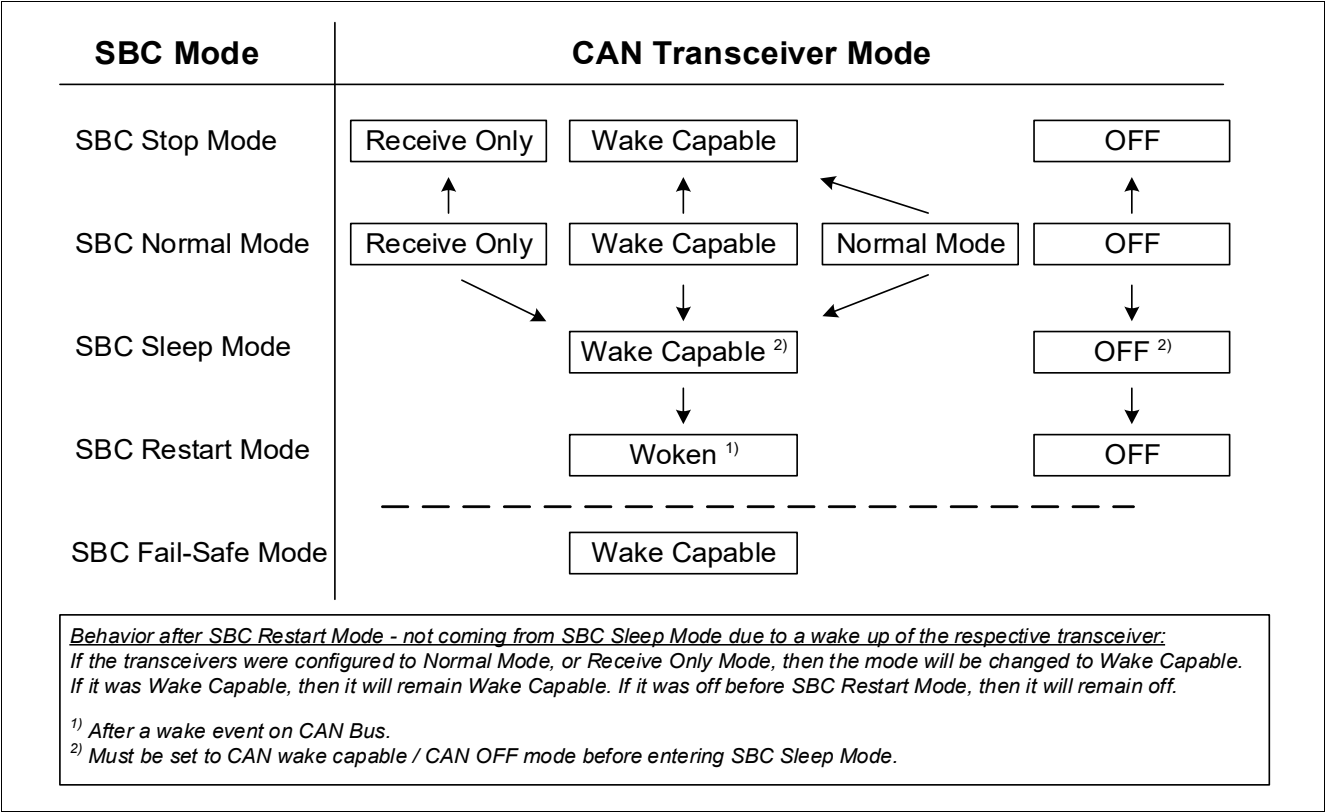 SBC Mode CAN Transceiver Mode
SBC Stop Mode Receive Only Wake Capable OFF
SBC Normal Mode Receive Only Wake Capable Normal Mode OFF
SBC Sleep Mode Wake Capable 2) OFF 2)
SBC Restart Mode Woken 1) OFF
SBC Fail-Safe Mode Wake Capable
Behavior after SBC Restart Mode - not coming from SBC Sleep Mode due to a wake up of the respective transceiver:
If the transceivers were configured to Normal Mode, or Receive Only Mode, then the mode will be changed to Wake Capable.
If it was Wake Capable, then it will remain Wake Capable. If it was off before SBC Restart Mode, then it will remain off.
1) After a wake event on CAN Bus.
2) Must be set to CAN wake capable / CAN OFF mode before entering SBC Sleep Mode.